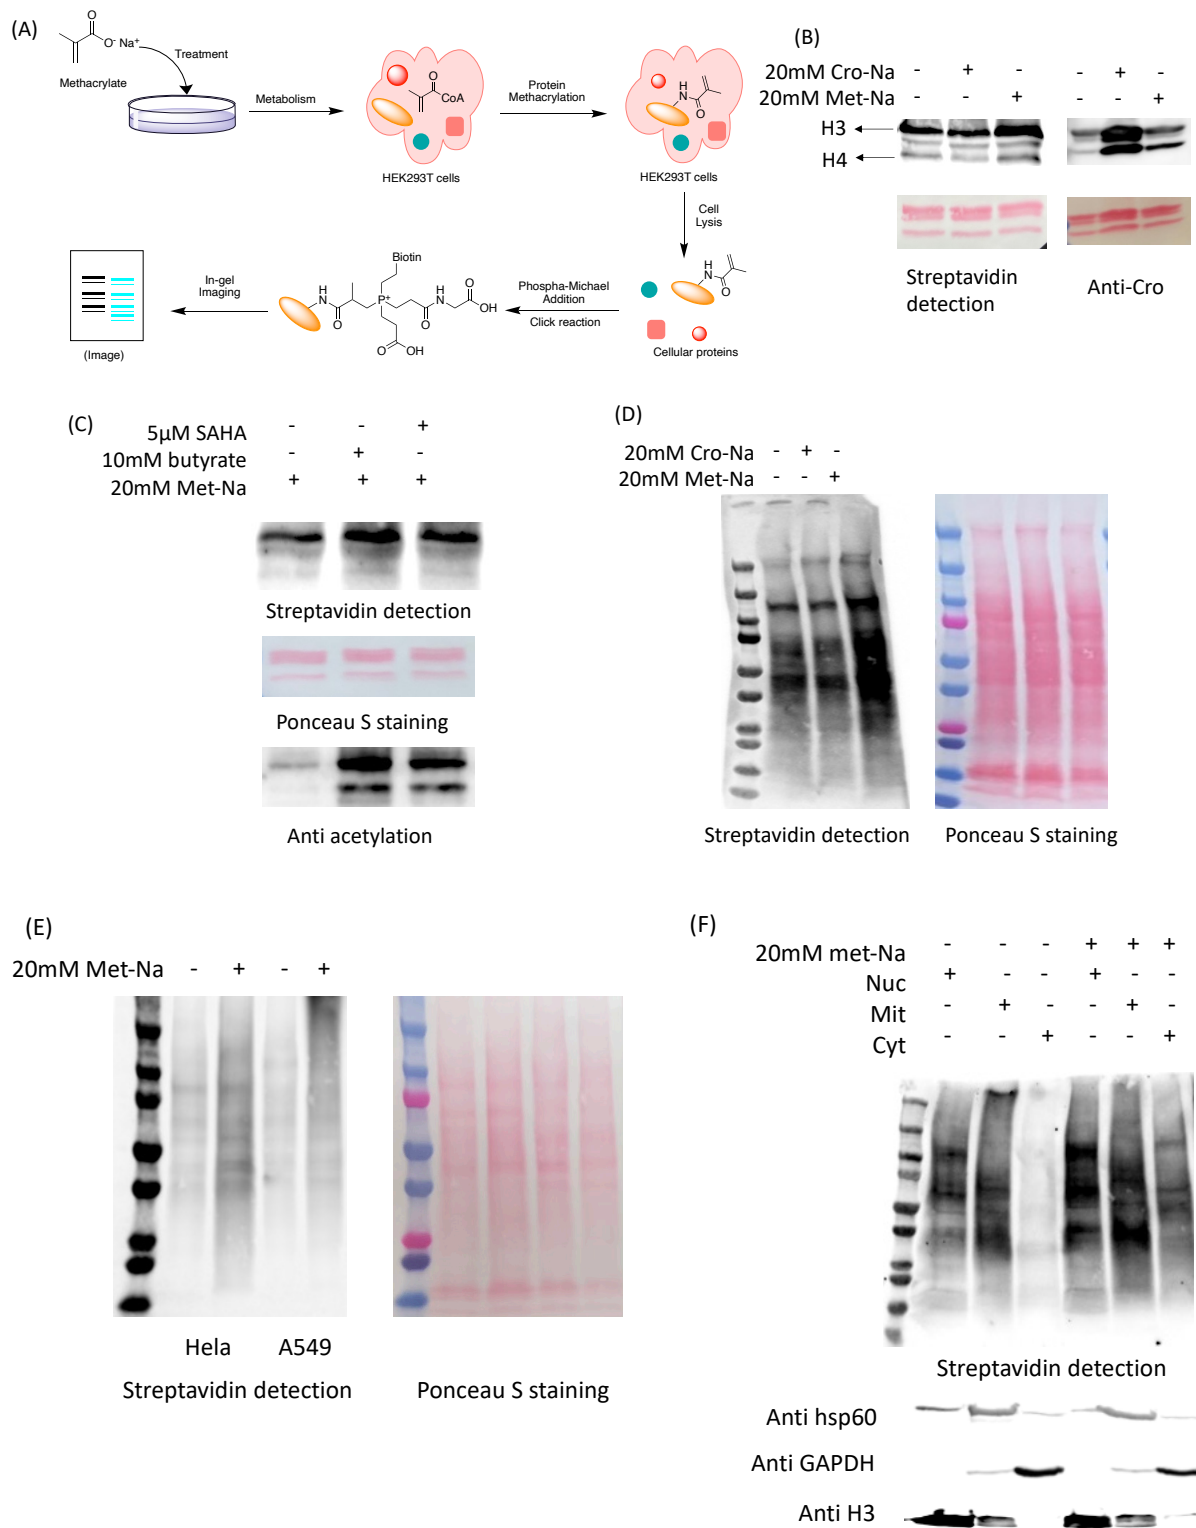 (A)
O
O⁻ Na⁺
Methacrylate
Treatment
Metabolism
O
CoA
HEK293T cells
Protein
Methacrylation
H
N
O
HEK293T cells
Cell
Lysis
H
N
O
Cellular proteins
Phospha-Michael
Addition
Click reaction
Biotin
H
N
O
P⁺
H
N
O
O
OH
O
OH
In-gel
Imaging
(Image)
(B)
20mM Cro-Na - + - - + -
20mM Met-Na - - + - - +
H3
H4
Streptavidin
detection
Anti-Cro
(C)
5µM SAHA - - +
10mM butyrate - + -
20mM Met-Na + + +
Streptavidin detection
Ponceau S staining
Anti acetylation
(D)
20mM Cro-Na - + -
20mM Met-Na - - +
Streptavidin detection
Ponceau S staining
(E)
20mM Met-Na - + - +
Hela A549
Streptavidin detection
Ponceau S staining
(F)
20mM met-Na - - - + + +
Nuc + - - + - -
Mit - + - - + -
Cyt - - + - - +
Streptavidin detection
Anti hsp60
Anti GAPDH
Anti H3